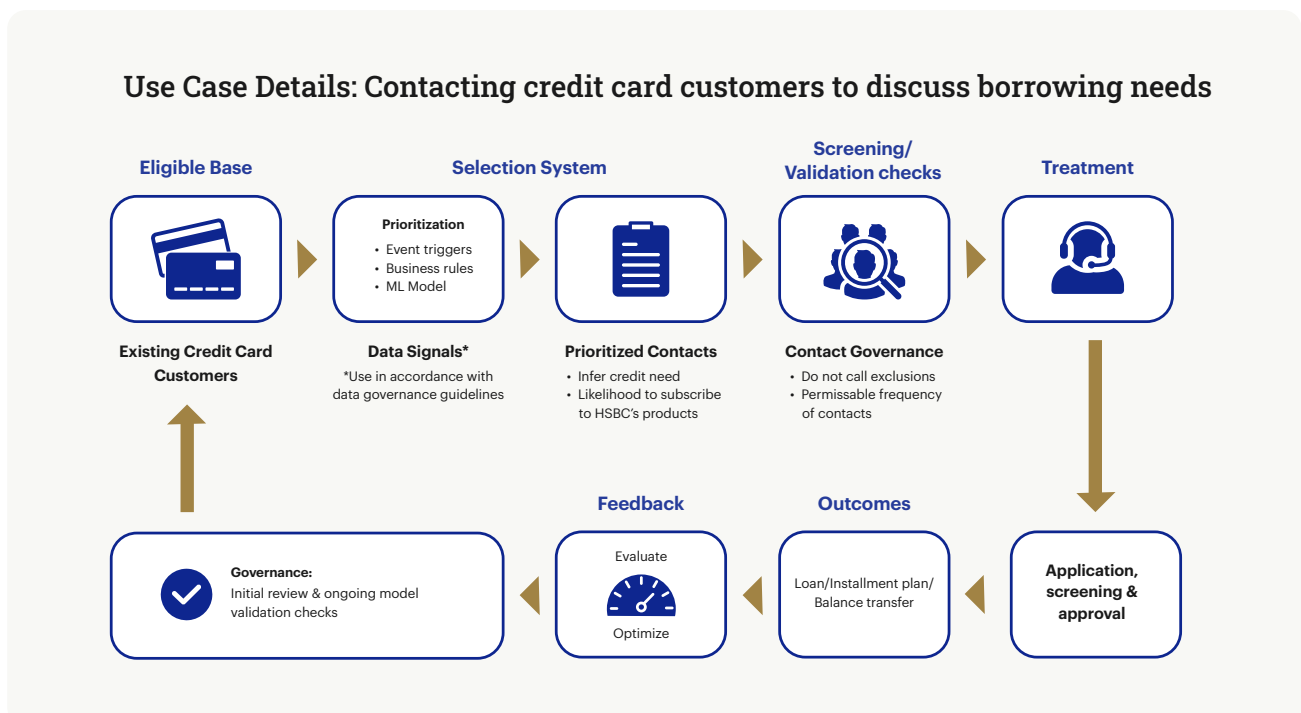 Use Case Details: Contacting credit card customers to discuss borrowing needs
Eligible Base
Selection System
Screening/
Validation checks
Treatment
Prioritization
• Event triggers
• Business rules
• ML Model
Existing Credit Card
Customers
Data Signals*
*Use in accordance with
data governance guidelines
Prioritized Contacts
• Infer credit need
• Likelihood to subscribe
to HSBC's products
Contact Governance
• Do not call exclusions
• Permissable frequency
of contacts
Feedback
Outcomes
Governance:
Initial review & ongoing model
validation checks
Evaluate
Optimize
Loan/Installment plan/
Balance transfer
Application,
screening &
approval